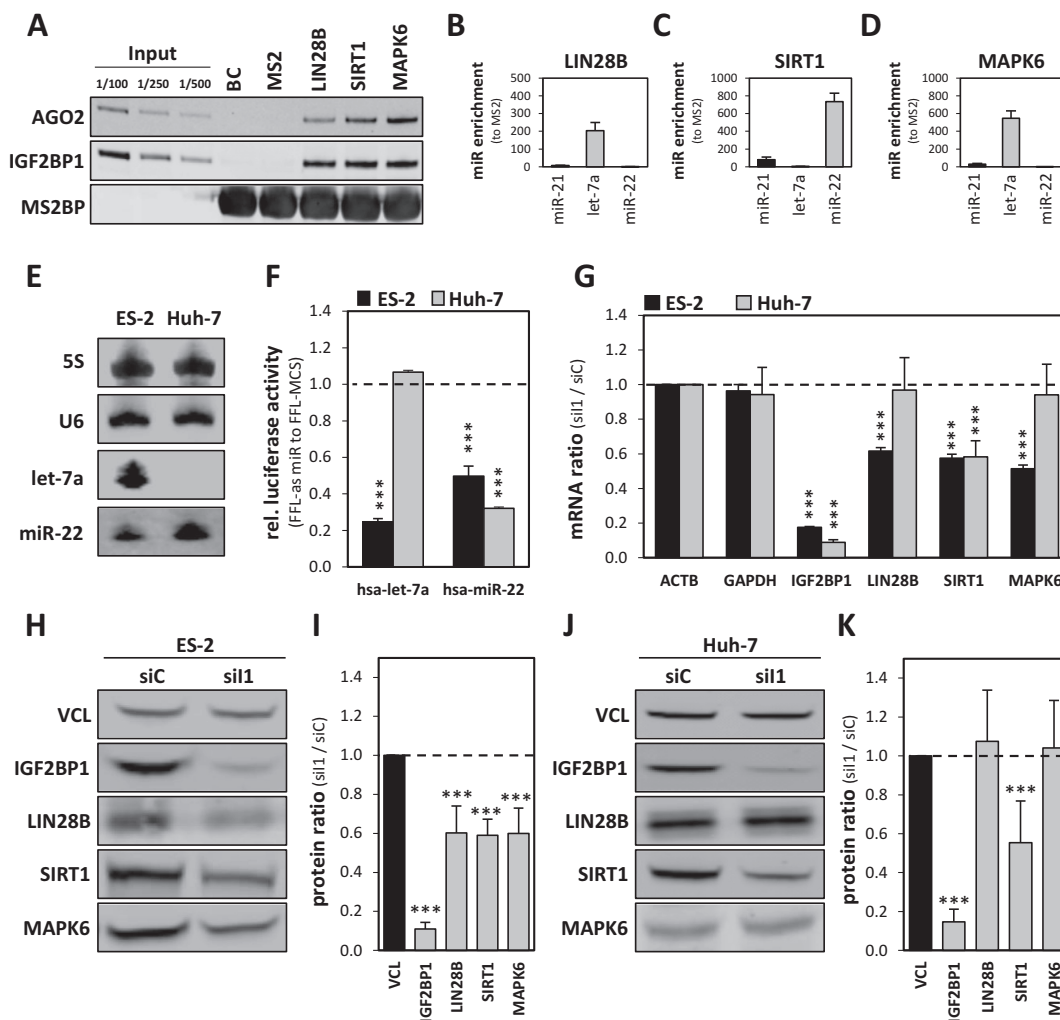 A
Input
1/100 1/250 1/500
BC
MS2
LIN28B
SIRT1
MAPK6
AGO2
IGF2BP1
MS2BP
B
LIN28B
miR enrichment
(to MS2)
500
400
300
200
100
0
miR-21
let-7a
miR-22
C
SIRT1
miR enrichment
(to MS2)
1000
800
600
400
200
0
miR-21
let-7a
miR-22
D
MAPK6
miR enrichment
(to MS2)
1000
800
600
400
200
0
miR-21
let-7a
miR-22
E
ES-2 Huh-7
5S
U6
let-7a
miR-22
F
ES-2 Huh-7
rel. luciferase activity
(FFL-as miR to FFL-MCS)
1.4
1.2
1.0
0.8
0.6
0.4
0.2
0.0
***
***
***
hsa-let-7a hsa-miR-22
G
ES-2 Huh-7
mRNA ratio (siI1 / siC)
1.4
1.2
1.0
0.8
0.6
0.4
0.2
0.0
***
***
***
***
***
***
ACTB GAPDH IGF2BP1 LIN28B SIRT1 MAPK6
H
ES-2
siC siI1
VCL
IGF2BP1
LIN28B
SIRT1
MAPK6
I
protein ratio (siI1 / siC)
1.4
1.2
1.0
0.8
0.6
0.4
0.2
0.0
***
***
***
***
VCL
IGF2BP1
LIN28B
SIRT1
MAPK6
J
Huh-7
siC siI1
VCL
IGF2BP1
LIN28B
SIRT1
MAPK6
K
protein ratio (siI1 / siC)
1.4
1.2
1.0
0.8
0.6
0.4
0.2
0.0
***
***
VCL
IGF2BP1
LIN28B
SIRT1
MAPK6